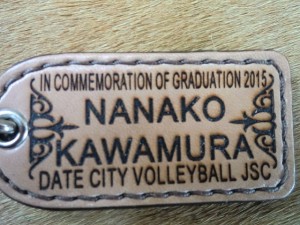 IN COMMEMORATION OF GRADUATION 2015
NANAKO
KAWAMURA
DATE CITY VOLLEYBALL JSC